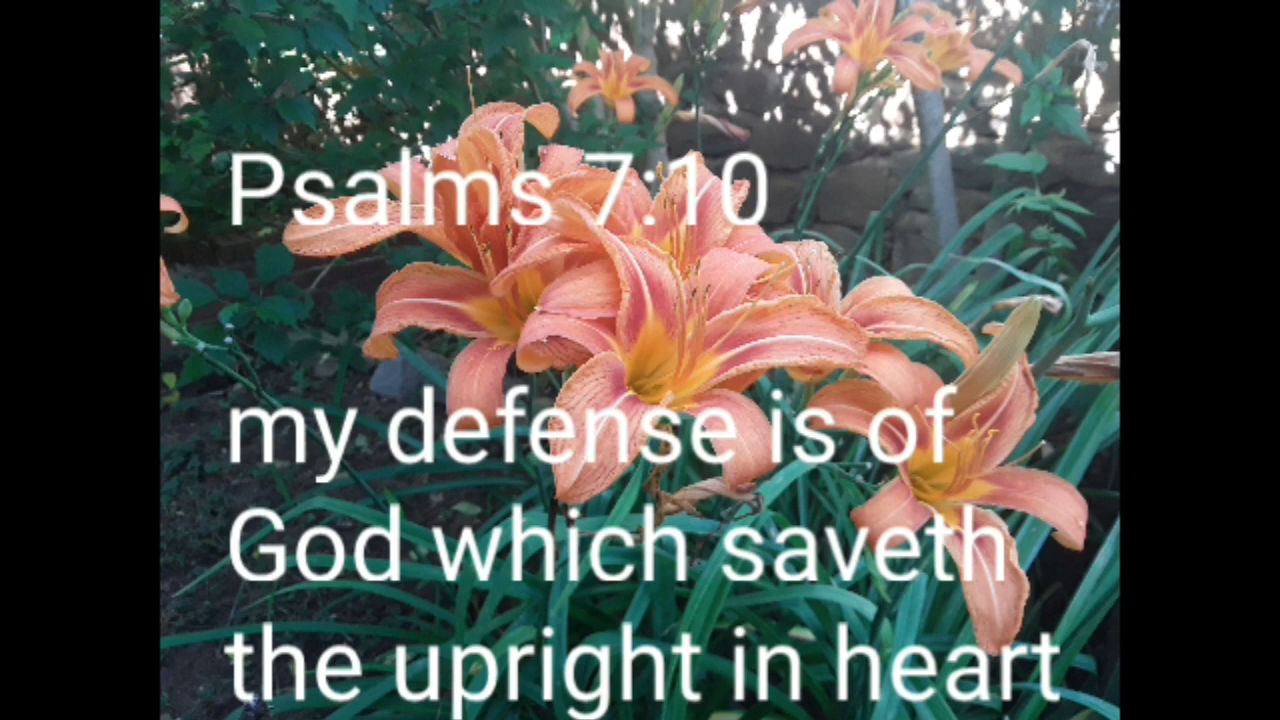 Psalms 7:10
my defense is of
God which saveth
the upright in heart